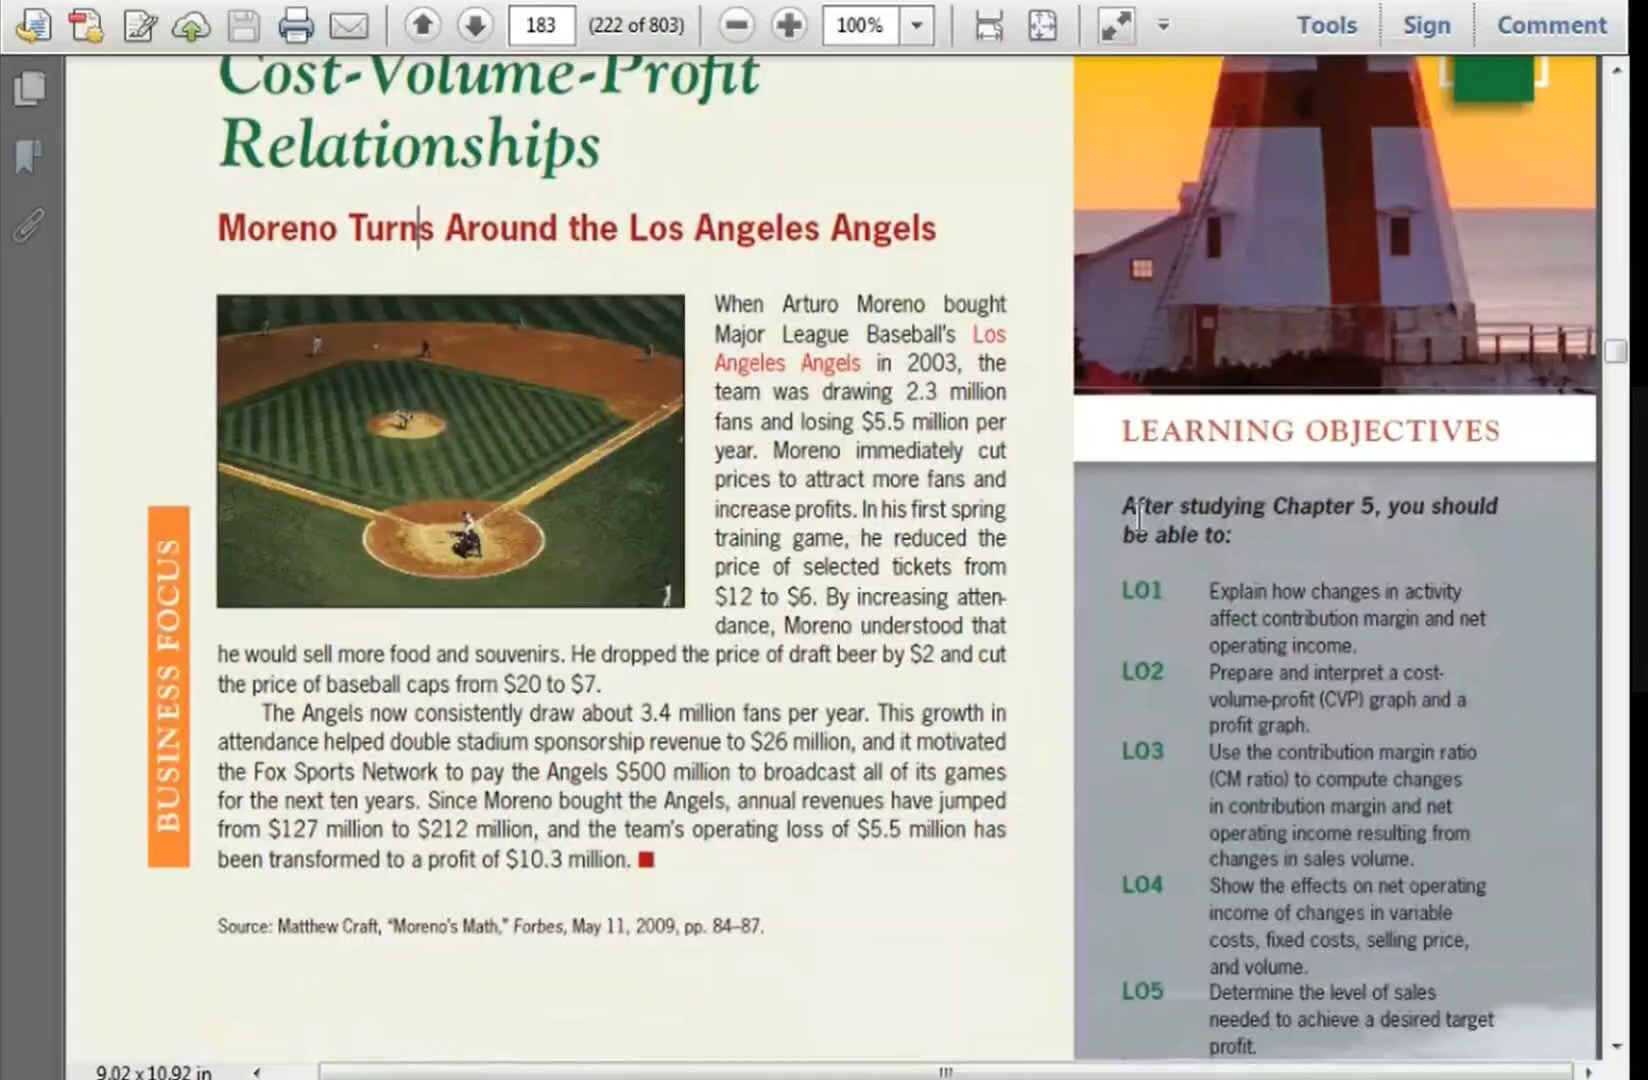 183
(222 of 803)
100%
Tools
Sign
Comment
Cost-Volume-Profit
Relationships
Moreno Turns Around the Los Angeles Angels
BUSINESS FOCUS
When Arturo Moreno bought
Major League Baseball's Los
Angeles Angels in 2003, the
team was drawing 2.3 million
fans and losing $5.5 million per
year. Moreno immediately cut
prices to attract more fans and
increase profits. In his first spring
training game, he reduced the
price of selected tickets from
$12 to $6. By increasing atten-
dance, Moreno understood that
he would sell more food and souvenirs. He dropped the price of draft beer by $2 and cut
the price of baseball caps from $20 to $7.
The Angels now consistently draw about 3.4 million fans per year. This growth in
attendance helped double stadium sponsorship revenue to $26 million, and it motivated
the Fox Sports Network to pay the Angels $500 million to broadcast all of its games
for the next ten years. Since Moreno bought the Angels, annual revenues have jumped
from $127 million to $212 million, and the team's operating loss of $5.5 million has
been transformed to a profit of $10.3 million.
Source: Matthew Craft, "Moreno's Math," Forbes, May 11, 2009, pp. 84–87.
LEARNING OBJECTIVES
After studying Chapter 5, you should
be able to:
LO1 Explain how changes in activity
affect contribution margin and net
operating income.
LO2 Prepare and interpret a cost-
volume-profit (CVP) graph and a
profit graph.
LO3 Use the contribution margin ratio
(CM ratio) to compute changes
in contribution margin and net
operating income resulting from
changes in sales volume.
LO4 Show the effects on net operating
income of changes in variable
costs, fixed costs, selling price,
and volume.
LO5 Determine the level of sales
needed to achieve a desired target
profit.
9.02 x 10.92 in